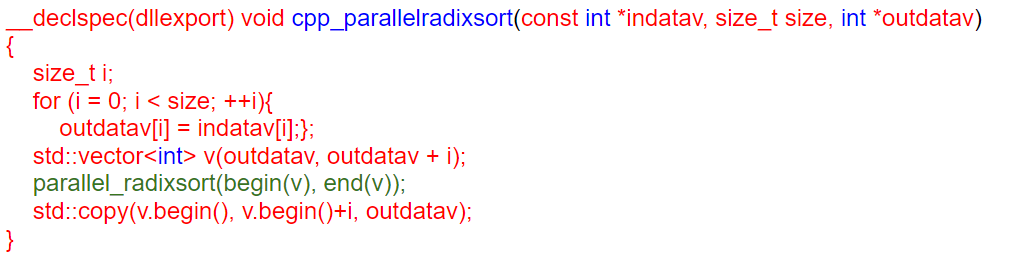 __declspec(dllexport) void cpp_parallelradixsort(const int *indatav, size_t size, int *outdatav)
{
size_t i;
for (i = 0; i < size; ++i){
outdatav[i] = indatav[i];};
std::vector<int> v(outdatav, outdatav + i);
parallel_radixsort(begin(v), end(v));
std::copy(v.begin(), v.begin()+i, outdatav);
}